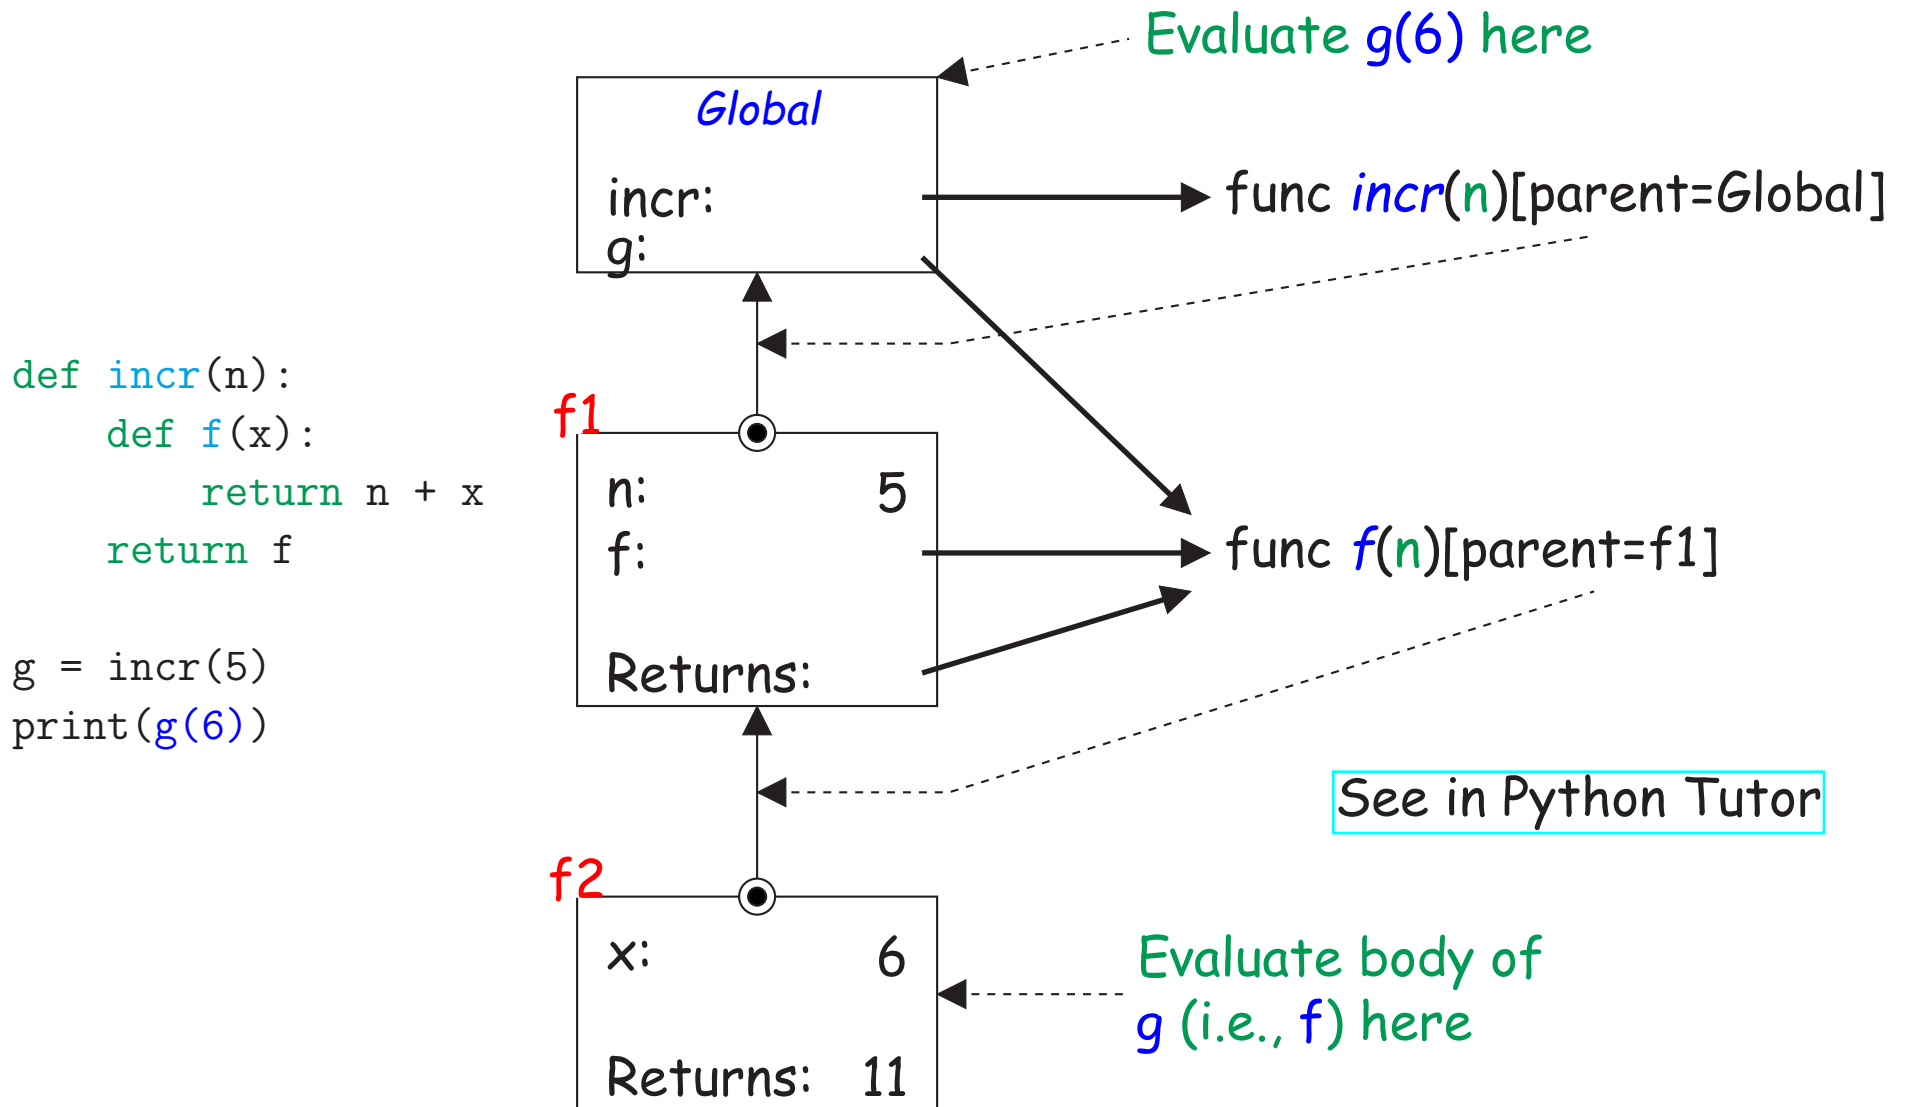 Evaluate g(6) here
Global
incr:
func incr(n)[parent=Global]
g:
def incr(n):
    def f(x):
        return n + x
    return f
g = incr(5)
print(g(6))
f1
n: 5
f:
func f(n)[parent=f1]
Returns:
See in Python Tutor
f2
x: 6
Evaluate body of
g (i.e., f) here
Returns: 11